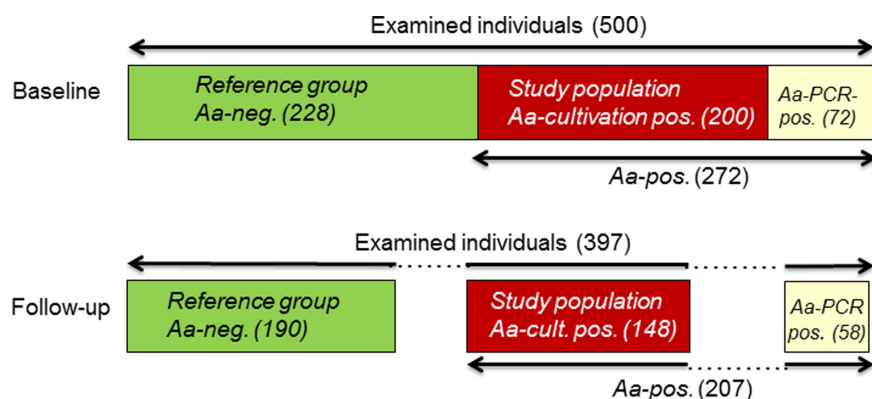 Examined individuals (500)
Baseline
Reference group
Aa-neg. (228)
Study population
Aa-cultivation pos. (200)
Aa-PCR-
pos. (72)
Aa-pos. (272)
Examined individuals (397)
Follow-up
Reference group
Aa-neg. (190)
Study population
Aa-cult. pos. (148)
Aa-PCR
pos. (58)
Aa-pos. (207)